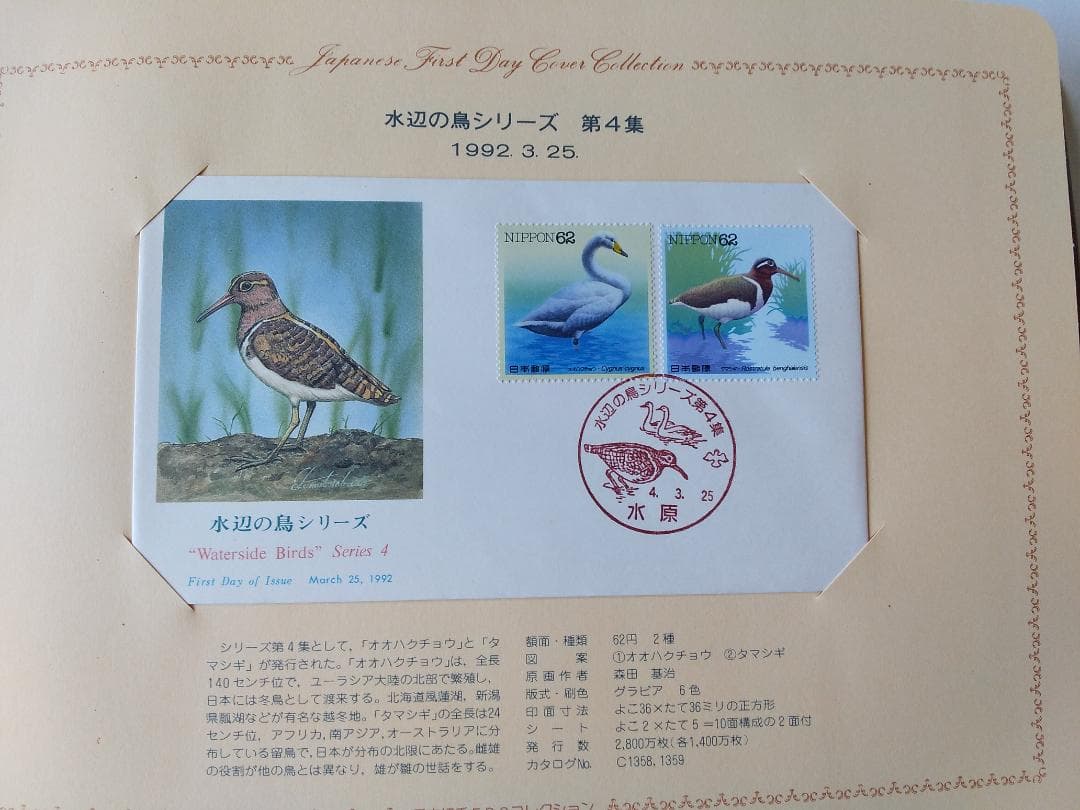 Japanese First Day Cover Collection
水辺の鳥シリーズ 第4集
1992. 3. 25.
NIPPON62
日本郵便 オオハクチョウ・Cygnus cygnus
NIPPON62
日本郵便 タマシギ・Rostratula benghalensis
水辺の鳥シリーズ第4集
4. 3. 25
水原
水辺の鳥シリーズ
"Waterside Birds" Series 4
First Day of Issue March 25, 1992
シリーズ第4集として、「オオハクチョウ」と「タ
マシギ」が発行された。「オオハクチョウ」は、全長
140センチ位で、ユーラシア大陸の北部で繁殖し、
日本には冬鳥として渡来する。北海道風蓮湖、新潟
県瓢湖などが有名な越冬地。「タマシギ」の全長は24
センチ位、アフリカ,南アジア,オーストラリアに分
布している留鳥で、日本が分布の北限にあたる。雌雄
の役割が他の鳥とは異なり、雄が雛の世話をする。
額面・種類 62円 2種
図案 ①オオハクチョウ ②タマシギ
原画作者 森田 基治
版式・刷色 グラビア 6色
印面寸法 よこ36×たて36ミリの正方形
シート よこ2×たて5=10面構成の2面付
発行数 2,800万枚(各1,400万枚)
カタログNo. C1358,1359